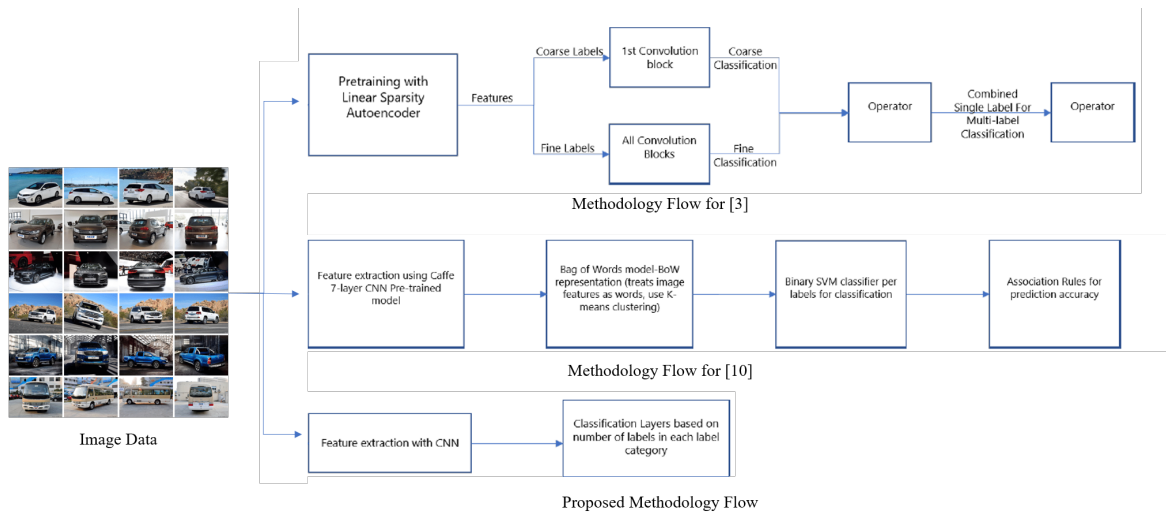 Pretraining with
Linear Sparsity
Autoencoder
Features
Coarse Labels
Fine Labels
1st Convolution
block
All Convolution
Blocks
Coarse
Classification
Fine
Classification
Operator
Combined
Single Label For
Multi-label
Classification
Operator
Methodology Flow for [3]
Feature extraction using Caffe
7-layer CNN Pre-trained
model
Bag of Words model-BoW
representation (treats image
features as words, use K-
means clustering)
Binary SVM classifier per
labels for classification
Association Rules for
prediction accuracy
Methodology Flow for [10]
Image Data
Feature extraction with CNN
Classification Layers based on
number of labels in each label
category
Proposed Methodology Flow